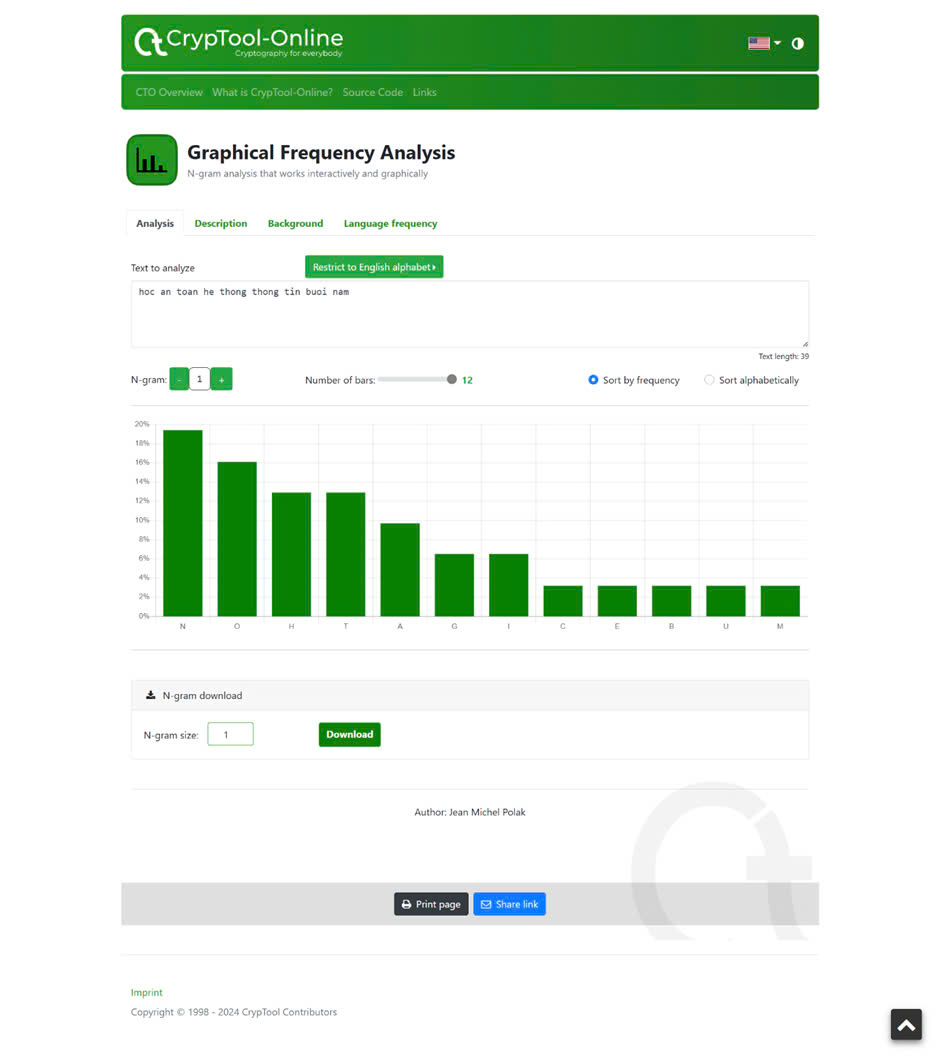 CrypTool-Online
Cryptography for everybody
CTO Overview What is CrypTool-Online? Source Code Links
Graphical Frequency Analysis
N-gram analysis that works interactively and graphically
Analysis Description Background Language frequency
Text to analyze Restrict to English alphabet
hoc an toan he thong thong tin buoi nam
Text length: 39
N-gram: - 1 + Number of bars: 12 Sort by frequency Sort alphabetically
20%
18%
16%
14%
12%
10%
8%
6%
4%
2%
0%
N O H T A G I C E B U M
N-gram download
N-gram size: 1 Download
Author: Jean Michel Polak
Print page Share link
Imprint
Copyright © 1998 - 2024 CrypTool Contributors